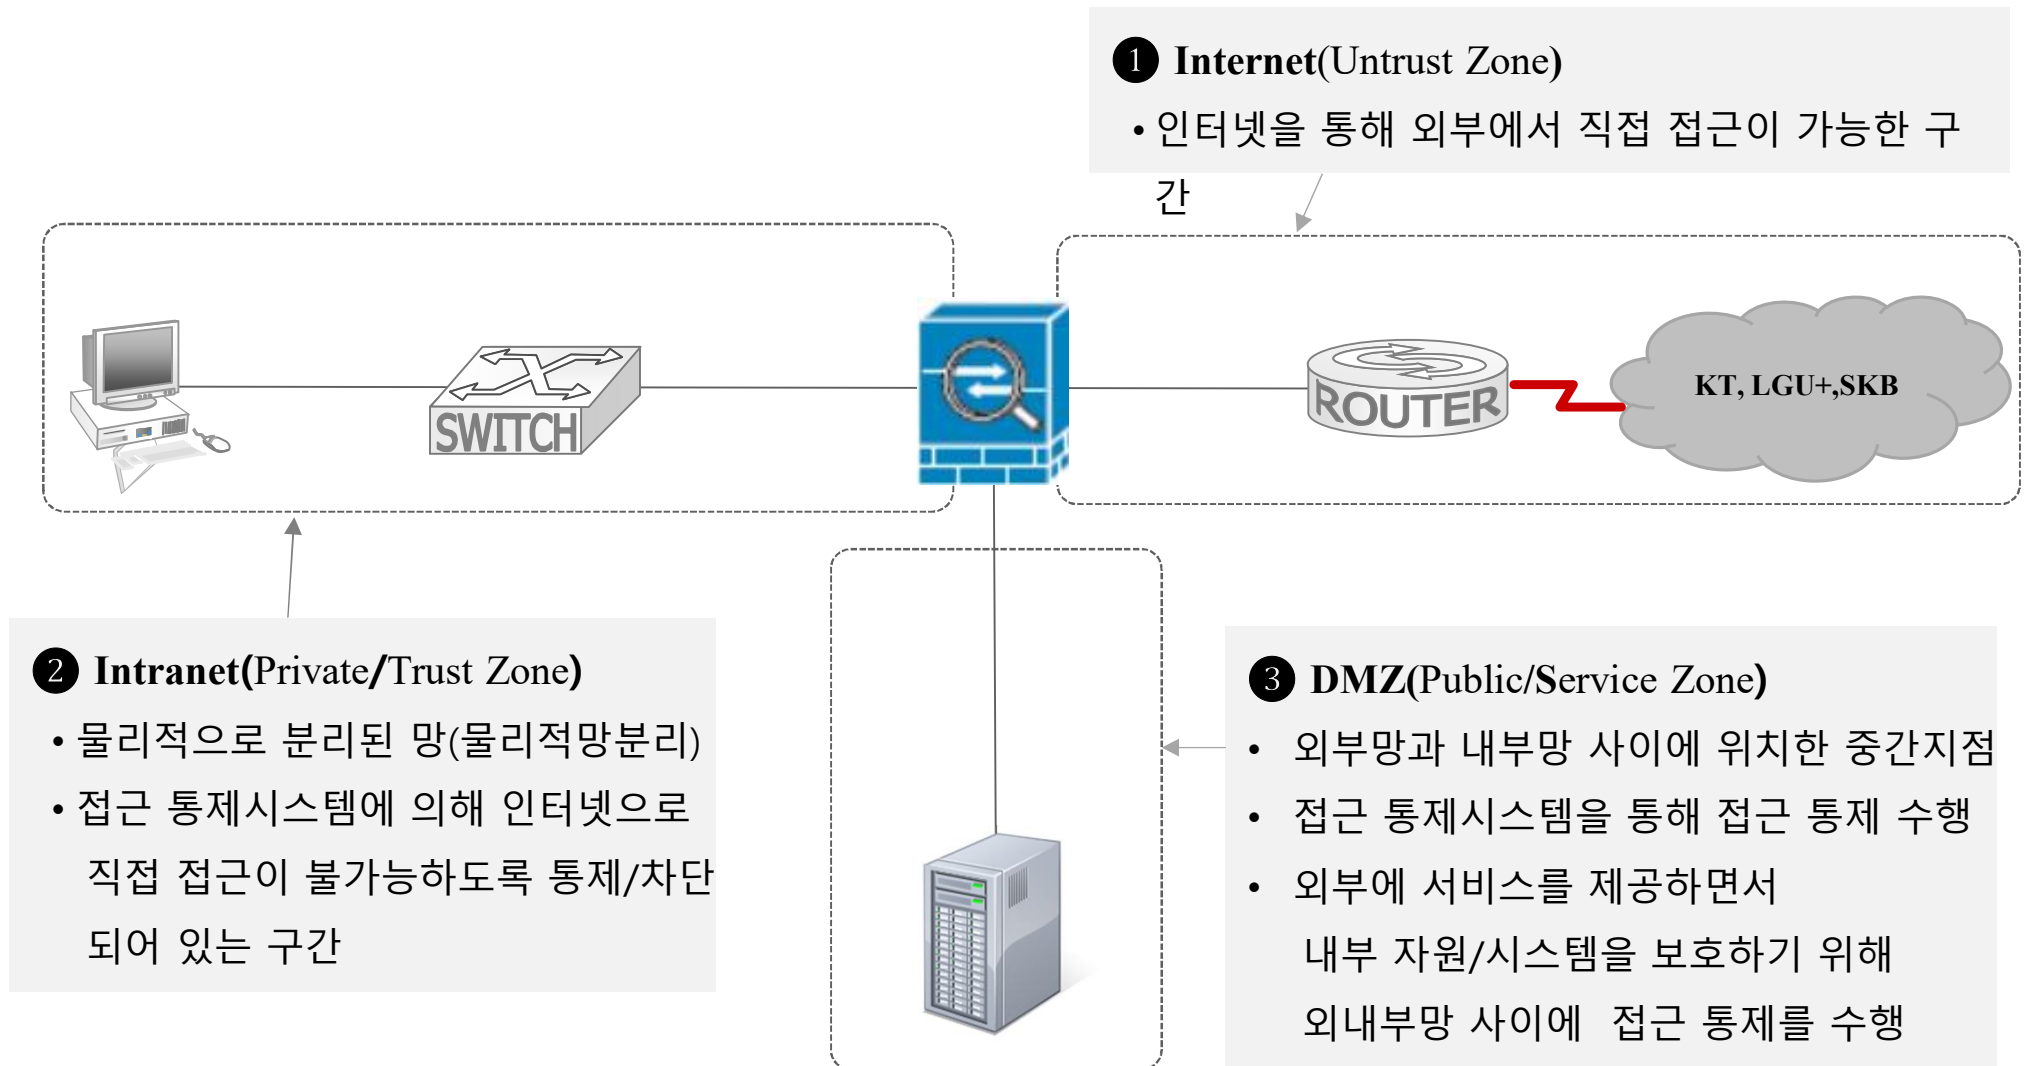 ❶ Internet(Untrust Zone)
• 인터넷을 통해 외부에서 직접 접근이 가능한 구
간
SWITCH
ROUTER
KT, LGU+,SKB
❷ Intranet(Private/Trust Zone)
• 물리적으로 분리된 망(물리적망분리)
• 접근 통제시스템에 의해 인터넷으로
직접 접근이 불가능하도록 통제/차단
되어 있는 구간
❸ DMZ(Public/Service Zone)
• 외부망과 내부망 사이에 위치한 중간지점
• 접근 통제시스템을 통해 접근 통제 수행
• 외부에 서비스를 제공하면서
내부 자원/시스템을 보호하기 위해
외내부망 사이에 접근 통제를 수행